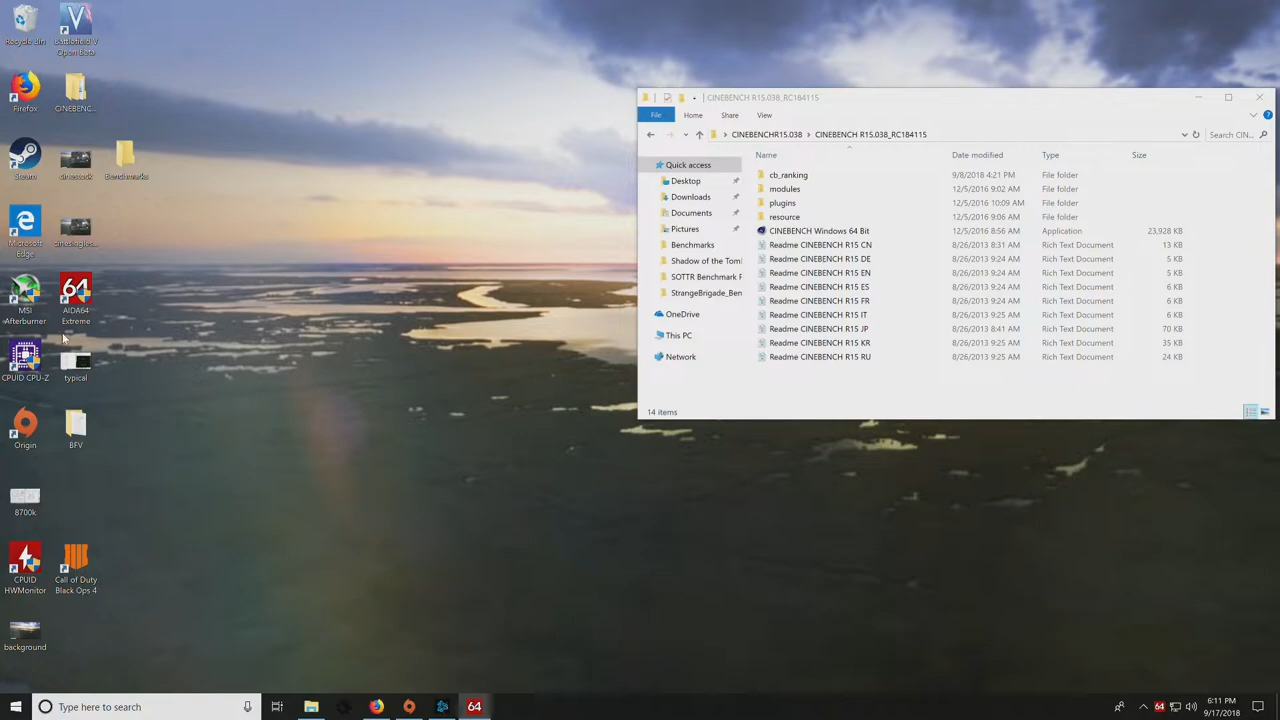 Recycle Bin
Battlefield V
Open Beta
Firefox
CINEBENC...
Steam
cinestock
Benchmarks
Microsoft
Edge
cinesingles...
MSI
Afterburner
AIDA64
Extreme
CPUID CPU-Z
typical
Origin
BFV
8700k
CPUID
HWMonitor
Call of Duty
Black Ops 4
background
CINEBENCH R15.038_RC184115
File Home Share View
CINEBENCHR15.038 CINEBENCH R15.038_RC184115 Search CIN...
Name Date modified Type Size
Quick access
Desktop
Downloads
Documents
Pictures
Benchmarks
Shadow of the Tom
SOTTR Benchmark F
StrangeBrigade_Ben
OneDrive
This PC
Network
cb_ranking 9/8/2018 4:21 PM File folder
modules 12/5/2016 9:02 AM File folder
plugins 12/5/2016 10:09 AM File folder
resource 12/5/2016 9:06 AM File folder
CINEBENCH Windows 64 Bit 12/5/2016 8:56 AM Application 23,928 KB
Readme CINEBENCH R15 CN 8/26/2013 8:31 AM Rich Text Document 13 KB
Readme CINEBENCH R15 DE 8/26/2013 9:24 AM Rich Text Document 5 KB
Readme CINEBENCH R15 EN 8/26/2013 9:24 AM Rich Text Document 5 KB
Readme CINEBENCH R15 ES 8/26/2013 9:24 AM Rich Text Document 6 KB
Readme CINEBENCH R15 FR 8/26/2013 9:24 AM Rich Text Document 6 KB
Readme CINEBENCH R15 IT 8/26/2013 9:25 AM Rich Text Document 6 KB
Readme CINEBENCH R15 JP 8/26/2013 8:41 AM Rich Text Document 70 KB
Readme CINEBENCH R15 KR 8/26/2013 9:25 AM Rich Text Document 35 KB
Readme CINEBENCH R15 RU 8/26/2013 9:25 AM Rich Text Document 24 KB
14 items
Type here to search
64
64
6:11 PM
9/17/2018